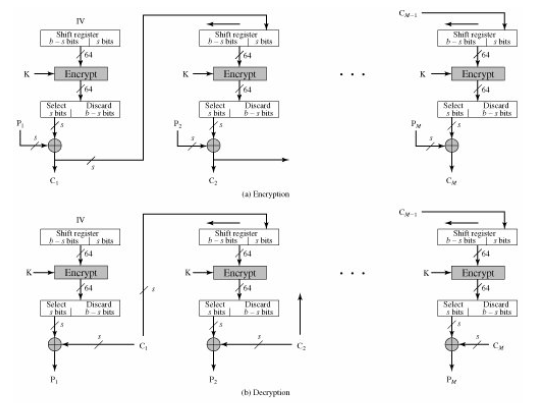 IV
Shift register
b – s bits | s bits
64
K
Encrypt
64
Select Discard
s bits b – s bits
s
P1
s
s
C1
Shift register
b – s bits | s bits
64
K
Encrypt
64
Select Discard
s bits b – s bits
s
P2
s
C2
. . .
CM–1
Shift register
b – s bits | s bits
64
K
Encrypt
64
Select Discard
s bits b – s bits
s
PM
s
CM
(a) Encryption
IV
Shift register
b – s bits | s bits
64
K
Encrypt
64
Select Discard
s bits b – s bits
s
s
C1
s
P1
Shift register
b – s bits | s bits
64
K
Encrypt
64
Select Discard
s bits b – s bits
s
s
C2
P2
. . .
CM–1
Shift register
b – s bits | s bits
64
K
Encrypt
64
Select Discard
s bits b – s bits
s
s
CM
PM
(b) Decryption